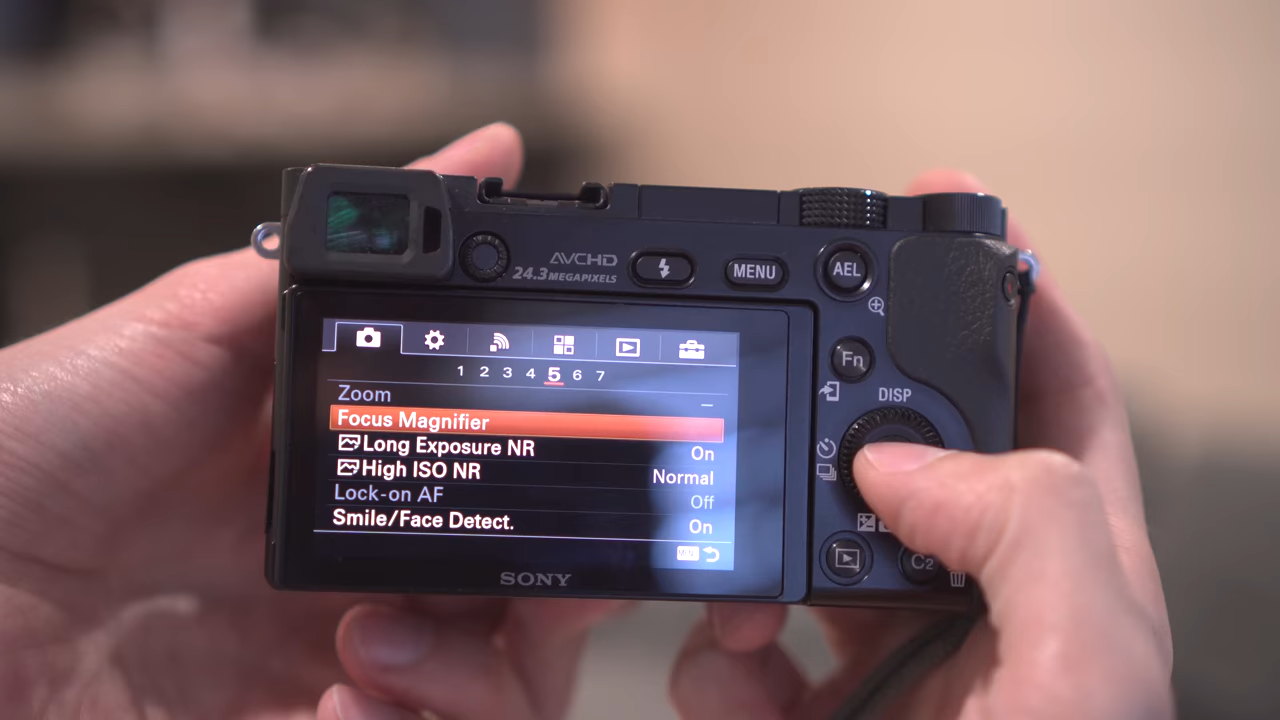 AVCHD
24.3 MEGAPIXELS
MENU
AEL
Fn
DISP
1 2 3 4 5 6 7
Zoom –
Focus Magnifier
Long Exposure NR On
High ISO NR Normal
Lock-on AF Off
Smile/Face Detect. On
MENU
C2
SONY